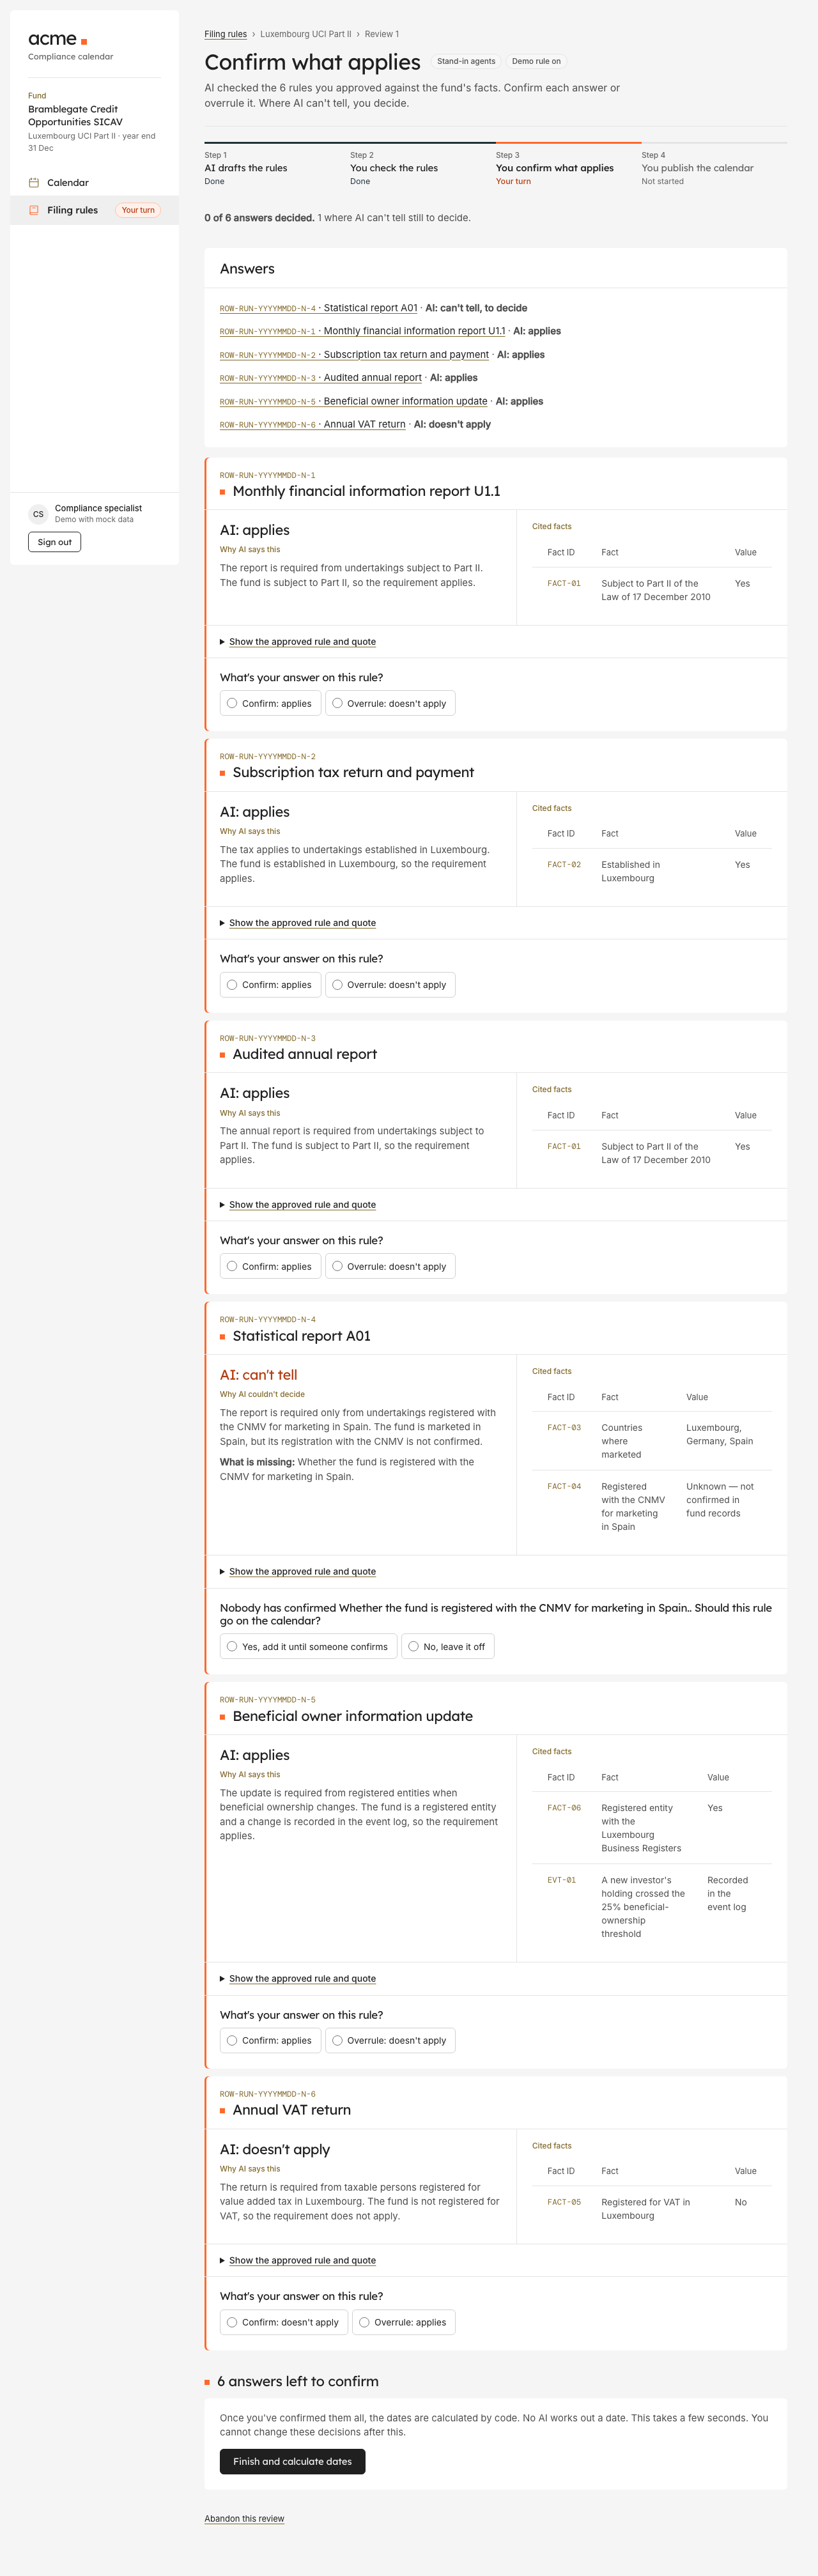 acme
Compliance calendar
Fund
Bramblegate Credit
Opportunities SICAV
Luxembourg UCI Part II · year end
31 Dec
Calendar
Filing rules
Your turn
Compliance specialist
CS
Demo with mock data
Sign out
Filing rules › Luxembourg UCI Part II › Review 1
Confirm what applies
Stand-in agents
Demo rule on
AI checked the 6 rules you approved against the fund's facts. Confirm each answer or
overrule it. Where AI can't tell, you decide.
Step 1
AI drafts the rules
Done
Step 2
You check the rules
Done
Step 3
You confirm what applies
Your turn
Step 4
You publish the calendar
Not started
0 of 6 answers decided. 1 where AI can't tell still to decide.
Answers
ROW-RUN-YYYYMMDD-N-4 · Statistical report A01 · AI: can't tell, to decide
ROW-RUN-YYYYMMDD-N-1 · Monthly financial information report U1.1 · AI: applies
ROW-RUN-YYYYMMDD-N-2 · Subscription tax return and payment · AI: applies
ROW-RUN-YYYYMMDD-N-3 · Audited annual report · AI: applies
ROW-RUN-YYYYMMDD-N-5 · Beneficial owner information update · AI: applies
ROW-RUN-YYYYMMDD-N-6 · Annual VAT return · AI: doesn't apply
ROW-RUN-YYYYMMDD-N-1
Monthly financial information report U1.1
AI: applies
Why AI says this
The report is required from undertakings subject to Part II.
The fund is subject to Part II, so the requirement applies.
Cited facts
Fact ID Fact Value
FACT-01 Subject to Part II of the Yes
Law of 17 December 2010
Show the approved rule and quote
What's your answer on this rule?
Confirm: applies
Overrule: doesn't apply
ROW-RUN-YYYYMMDD-N-2
Subscription tax return and payment
AI: applies
Why AI says this
The tax applies to undertakings established in Luxembourg.
The fund is established in Luxembourg, so the requirement
applies.
Cited facts
Fact ID Fact Value
FACT-02 Established in Yes
Luxembourg
Show the approved rule and quote
What's your answer on this rule?
Confirm: applies
Overrule: doesn't apply
ROW-RUN-YYYYMMDD-N-3
Audited annual report
AI: applies
Why AI says this
The annual report is required from undertakings subject to
Part II. The fund is subject to Part II, so the requirement
applies.
Cited facts
Fact ID Fact Value
FACT-01 Subject to Part II of the Yes
Law of 17 December 2010
Show the approved rule and quote
What's your answer on this rule?
Confirm: applies
Overrule: doesn't apply
ROW-RUN-YYYYMMDD-N-4
Statistical report A01
AI: can't tell
Why AI couldn't decide
The report is required only from undertakings registered with
the CNMV for marketing in Spain. The fund is marketed in
Spain, but its registration with the CNMV is not confirmed.
What is missing: Whether the fund is registered with the
CNMV for marketing in Spain.
Cited facts
Fact ID Fact Value
FACT-03 Countries Luxembourg,
where Germany, Spain
marketed
FACT-04 Registered Unknown — not
with the CNMV confirmed in
for marketing fund records
in Spain
Show the approved rule and quote
Nobody has confirmed Whether the fund is registered with the CNMV for marketing in Spain.. Should this rule
go on the calendar?
Yes, add it until someone confirms
No, leave it off
ROW-RUN-YYYYMMDD-N-5
Beneficial owner information update
AI: applies
Why AI says this
The update is required from registered entities when
beneficial ownership changes. The fund is a registered entity
and a change is recorded in the event log, so the requirement
applies.
Cited facts
Fact ID Fact Value
FACT-06 Registered entity Yes
with the
Luxembourg
Business Registers
EVT-01 A new investor's Recorded
holding crossed the in the
25% beneficial- event log
ownership
threshold
Show the approved rule and quote
What's your answer on this rule?
Confirm: applies
Overrule: doesn't apply
ROW-RUN-YYYYMMDD-N-6
Annual VAT return
AI: doesn't apply
Why AI says this
The return is required from taxable persons registered for
value added tax in Luxembourg. The fund is not registered for
VAT, so the requirement does not apply.
Cited facts
Fact ID Fact Value
FACT-05 Registered for VAT in No
Luxembourg
Show the approved rule and quote
What's your answer on this rule?
Confirm: doesn't apply
Overrule: applies
6 answers left to confirm
Once you've confirmed them all, the dates are calculated by code. No AI works out a date. This takes a few seconds. You
cannot change these decisions after this.
Finish and calculate dates
Abandon this review